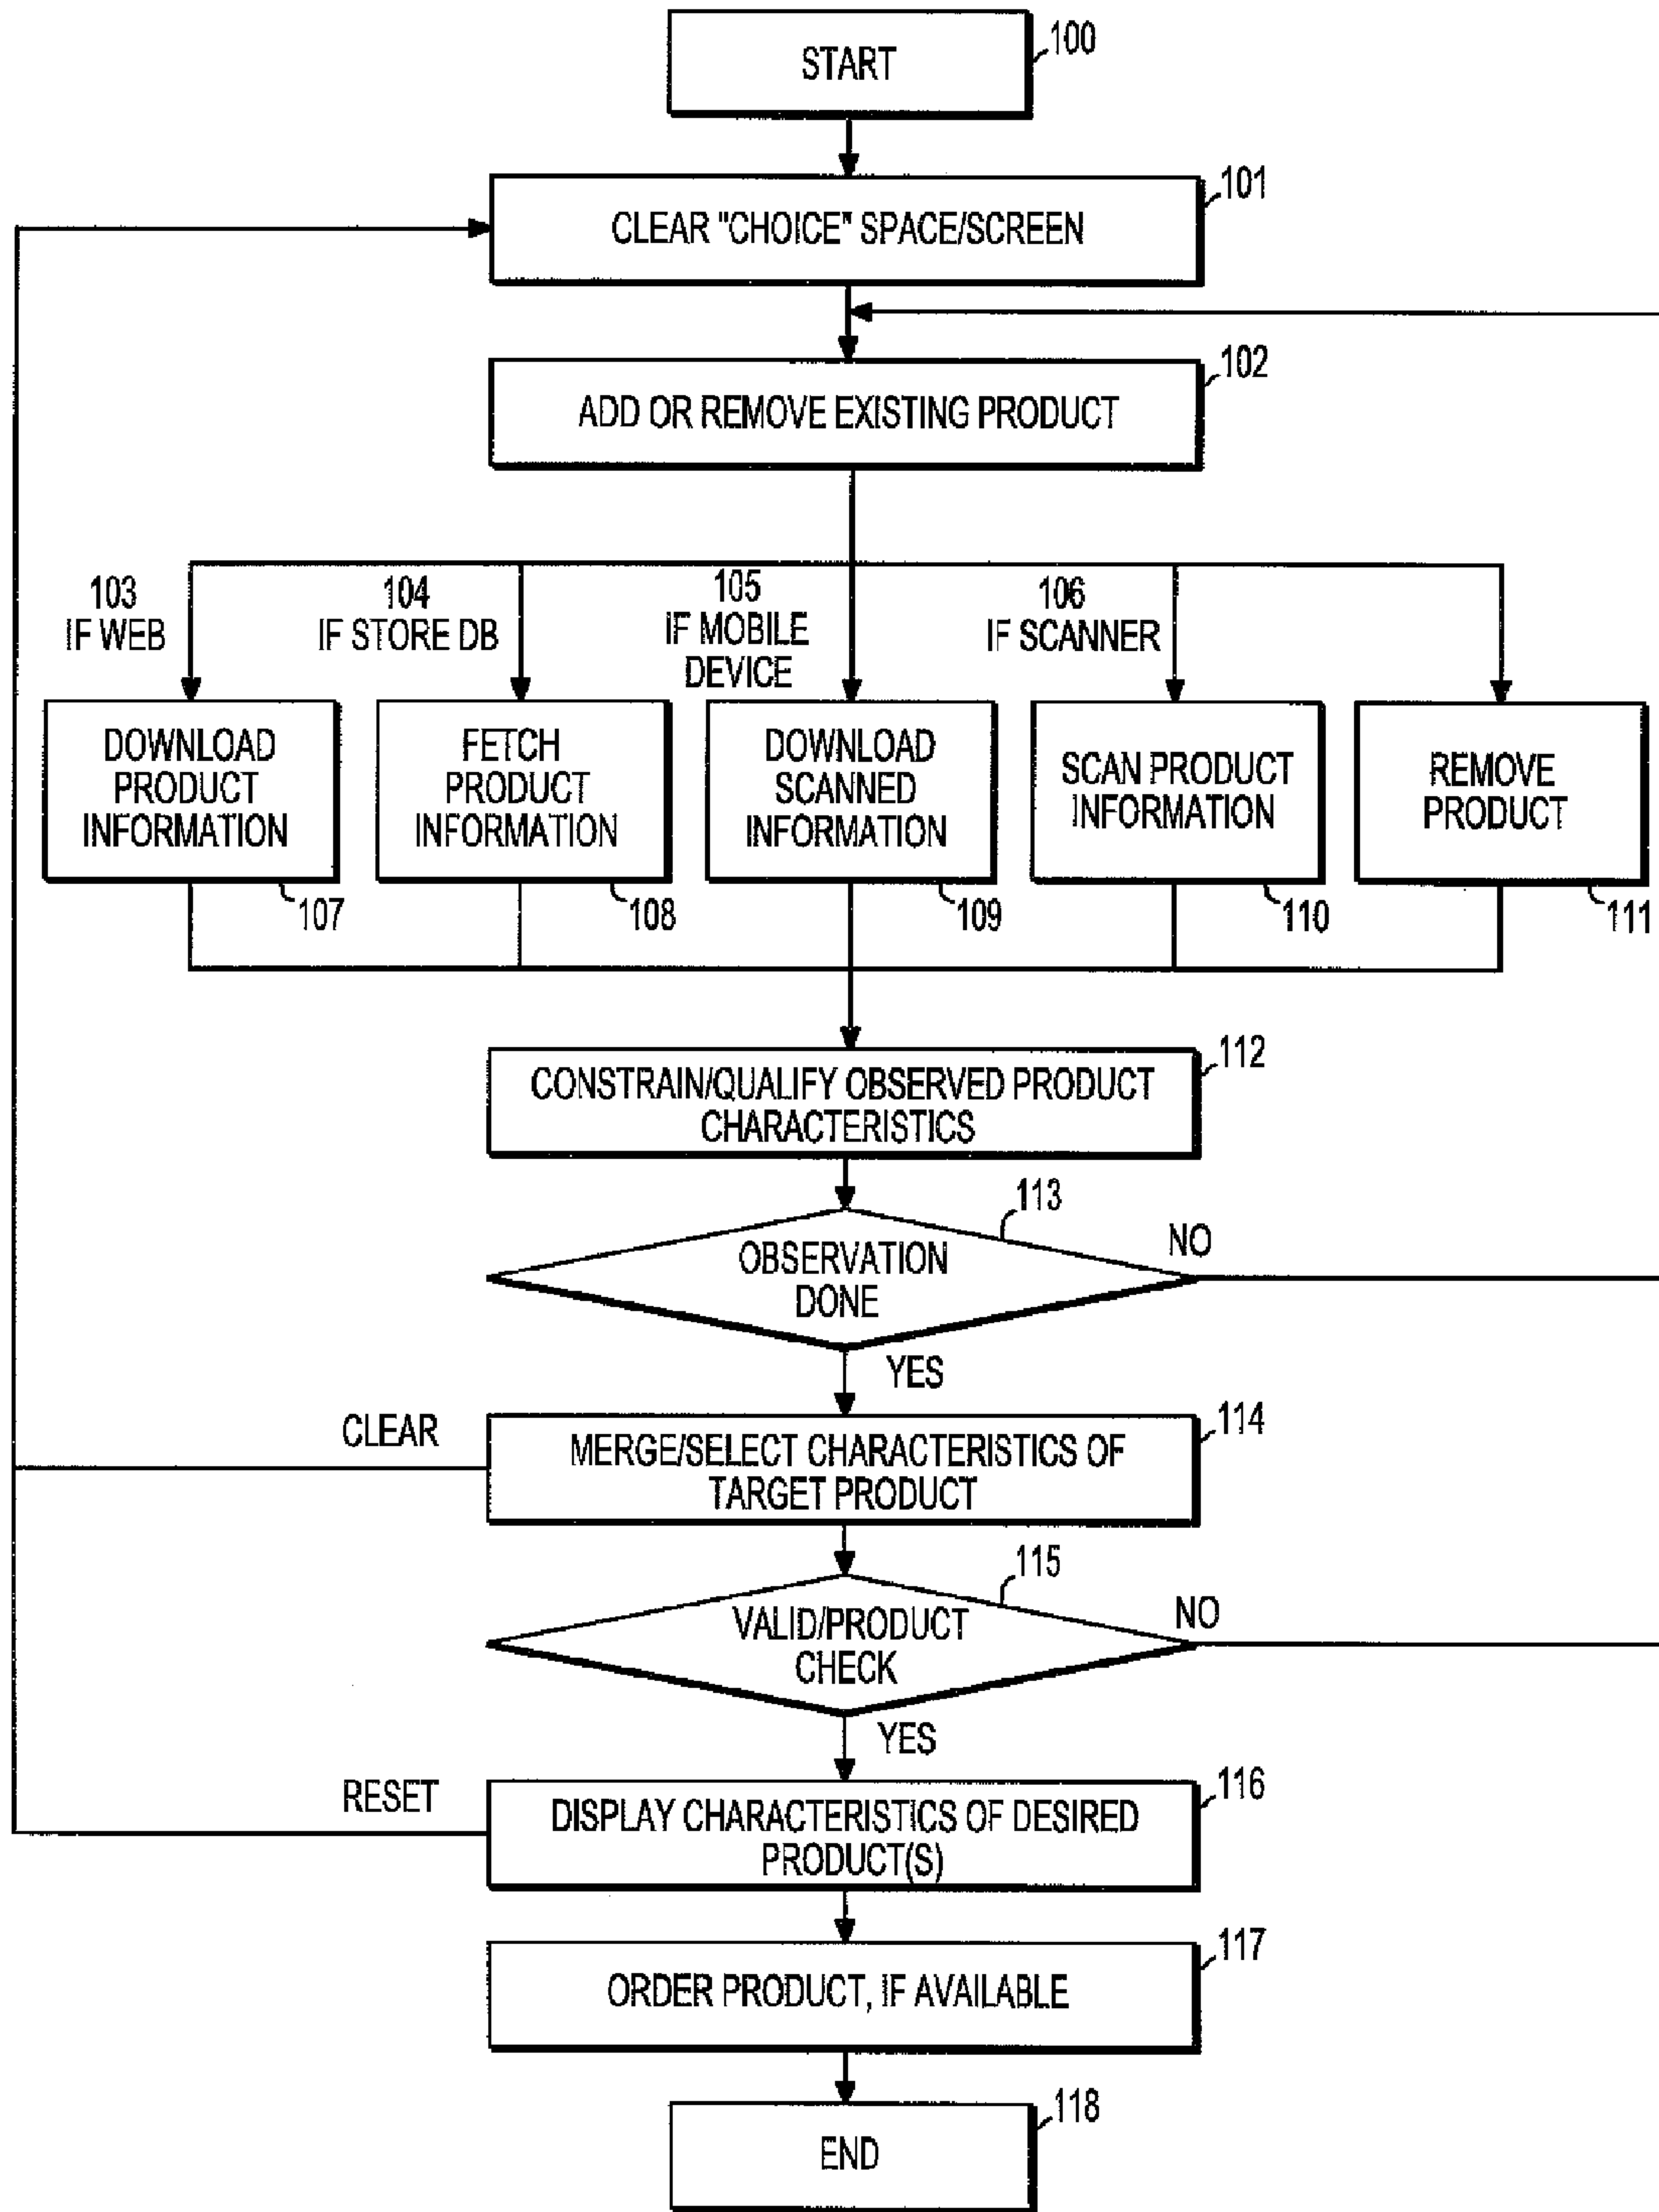 START
100
CLEAR "CHOICE" SPACE/SCREEN
101
ADD OR REMOVE EXISTING PRODUCT
102
103
IF WEB
104
IF STORE DB
105
IF MOBILE
DEVICE
106
IF SCANNER
DOWNLOAD
PRODUCT
INFORMATION
107
FETCH
PRODUCT
INFORMATION
108
DOWNLOAD
SCANNED
INFORMATION
109
SCAN PRODUCT
INFORMATION
110
REMOVE
PRODUCT
111
CONSTRAIN/QUALIFY OBSERVED PRODUCT
CHARACTERISTICS
112
OBSERVATION
DONE
113
NO
YES
CLEAR
MERGE/SELECT CHARACTERISTICS OF
TARGET PRODUCT
114
VALID/PRODUCT
CHECK
115
NO
YES
RESET
DISPLAY CHARACTERISTICS OF DESIRED
PRODUCT(S)
116
ORDER PRODUCT, IF AVAILABLE
117
END
118